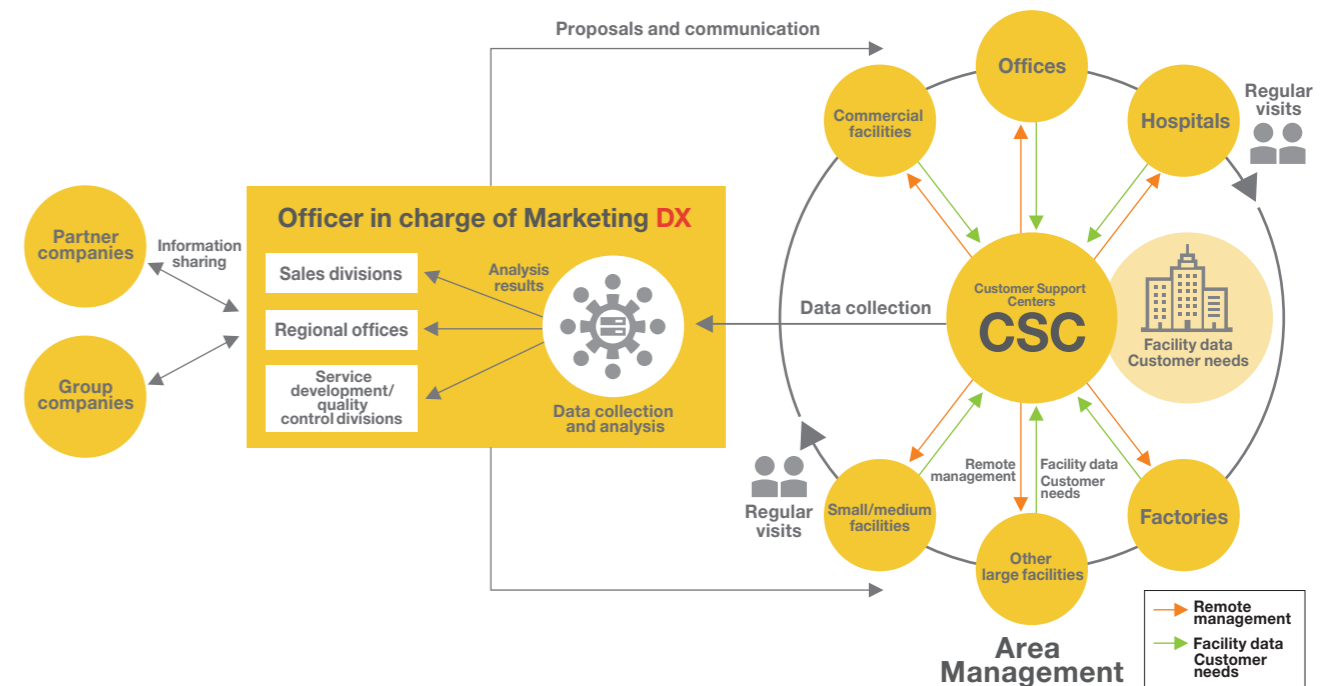 Proposals and communication
Offices
Commercial
facilities
Hospitals
Regular
visits
Partner
companies
Information
sharing
Group
companies
Officer in charge of Marketing DX
Sales divisions
Regional offices
Service
development/
quality
control divisions
Analysis
results
Data collection
and analysis
Data collection
Customer Support
Centers
CSC
Facility data
Customer needs
Remote
management
Facility data
Customer
needs
Regular
visits
Small/medium
facilities
Other
large facilities
Factories
Area
Management
Remote
management
Facility data
Customer
needs